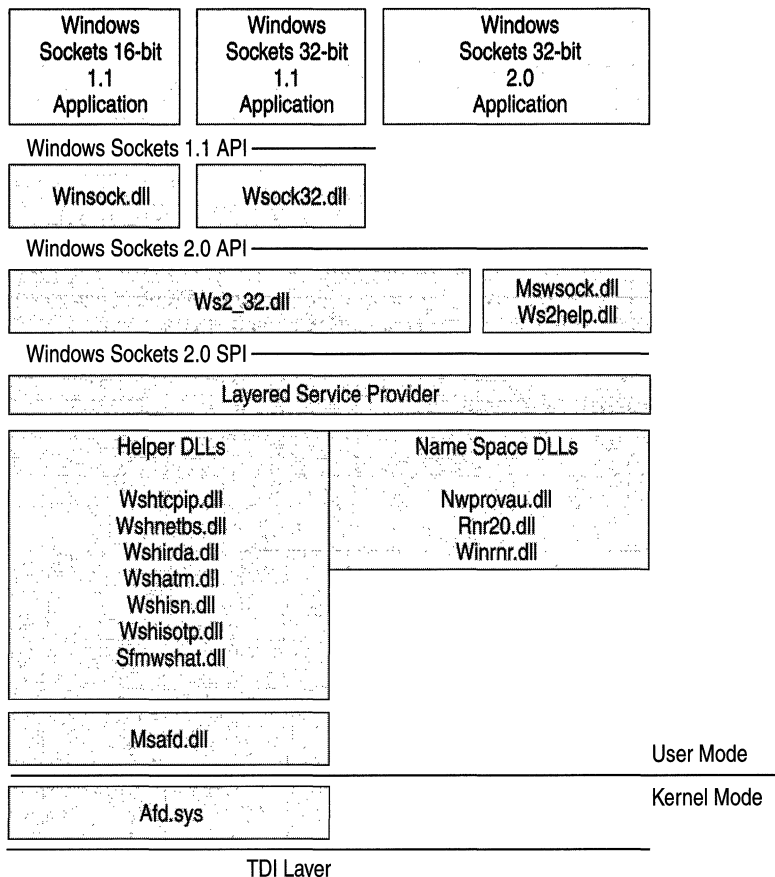 Windows
Sockets 16-bit
1.1
Application
Windows
Sockets 32-bit
1.1
Application
Windows
Sockets 32-bit
2.0
Application
Windows Sockets 1.1 API
Winsock.dll
Wsock32.dll
Windows Sockets 2.0 API
Ws2_32.dll
Mswsock.dll
Ws2help.dll
Windows Sockets 2.0 SPI
Layered Service Provider
Helper DLLs
Wshtcpip.dll
Wshnetbs.dll
Wshirda.dll
Wshatm.dll
Wshisn.dll
Wshisotp.dll
Sfmwshat.dll
Name Space DLLs
Nwprovau.dll
Rnr20.dll
Winrnr.dll
Msafd.dll
User Mode
Kernel Mode
Afd.sys
TDI Layer